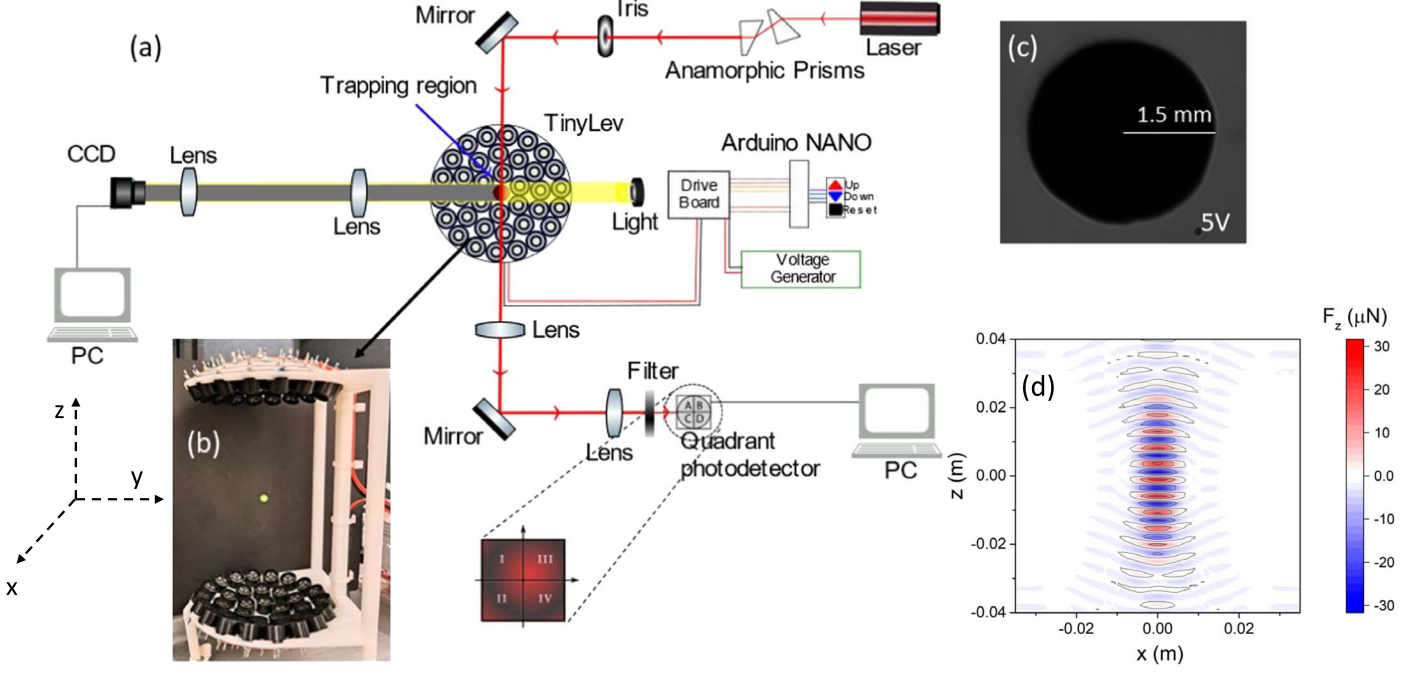 (a)
Mirror
Iris
Laser
Anamorphic Prisms
Trapping region
TinyLev
CCD
Lens
Lens
Light
PC
Arduino NANO
Drive
Board
Up
Down
Reset
Voltage
Generator
Lens
Filter
Mirror
Lens
A B
C D
Quadrant
photodetector
PC
I III
II IV
(b)
z
y
x
(c)
1.5 mm
5V
(d)
Fz (μN)
30
20
10
0.0
-10
-20
-30
0.04
0.02
0.00
-0.02
-0.04
z (m)
-0.02 0.00 0.02
x (m)